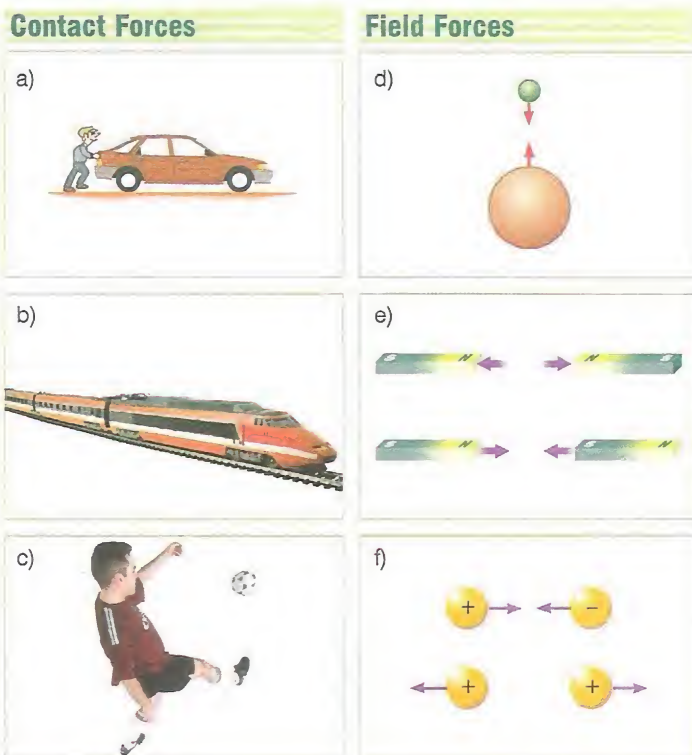 Contact Forces
Field Forces
a)
d)
b)
e)
S N N S
S N S N
c)
f)
+ −
+ +